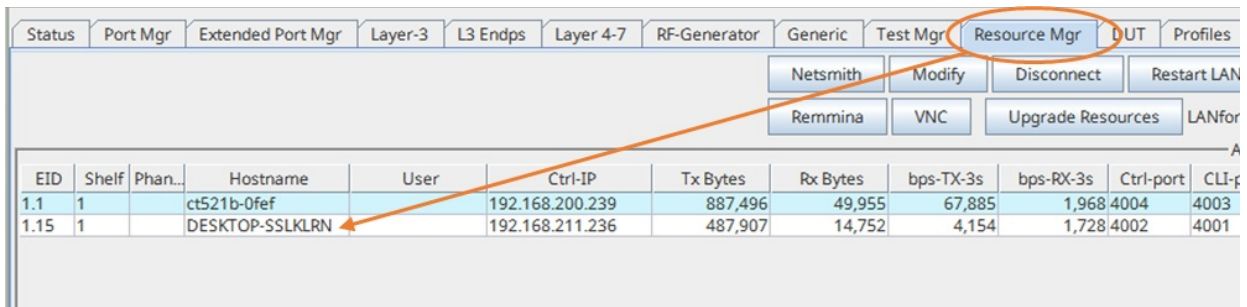 Status Port Mgr Extended Port Mgr Layer-3 L3 Endps Layer 4-7 RF-Generator Generic Test Mgr Resource Mgr DUT Profiles
Netsmith Modify Disconnect Restart LAN
Remmina VNC Upgrade Resources LANfor
A
EID Shelf Phan... Hostname User Ctrl-IP Tx Bytes Rx Bytes bps-TX-3s bps-RX-3s Ctrl-port CLI-p
1.1 1 ct521b-0fef 192.168.200.239 887,496 49,955 67,885 1,968 4004 4003
1.15 1 DESKTOP-SSLKLRN 192.168.211.236 487,907 14,752 4,154 1,728 4002 4001